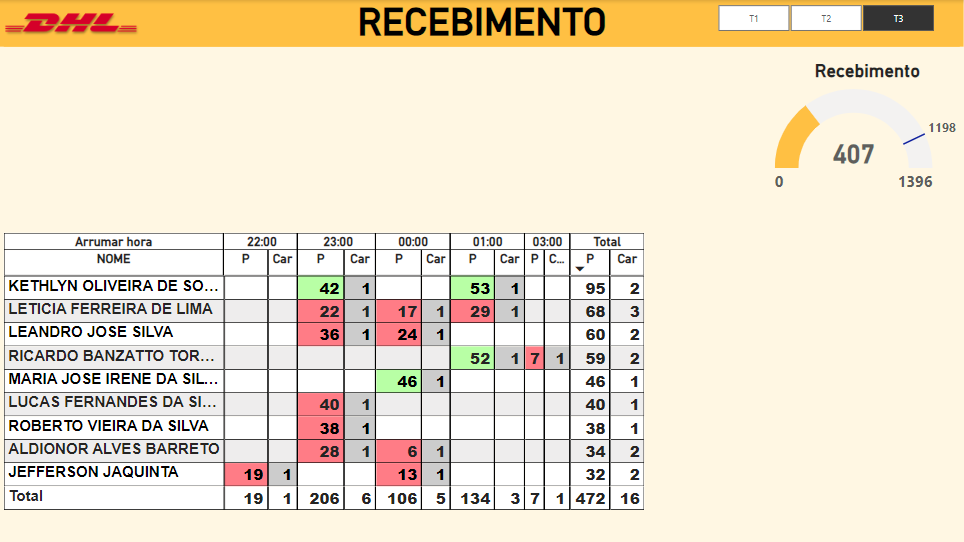 DHL
RECEBIMENTO
T1 T2 T3
Recebimento
1198
407
0 1396
Arrumar hora 22:00 23:00 00:00 01:00 03:00 Total
NOME P Car P Car P Car P Car P C... P Car
KETHLYN OLIVEIRA DE SO... 42 1 53 1 95 2
LETICIA FERREIRA DE LIMA 22 1 17 1 29 1 68 3
LEANDRO JOSE SILVA 36 1 24 1 60 2
RICARDO BANZATTO TOR... 52 1 7 1 59 2
MARIA JOSE IRENE DA SIL... 46 1 46 1
LUCAS FERNANDES DA SI... 40 1 40 1
ROBERTO VIEIRA DA SILVA 38 1 38 1
ALDIONOR ALVES BARRETO 28 1 6 1 34 2
JEFFERSON JAQUINTA 19 1 13 1 32 2
Total 19 1 206 6 106 5 134 3 7 1 472 16